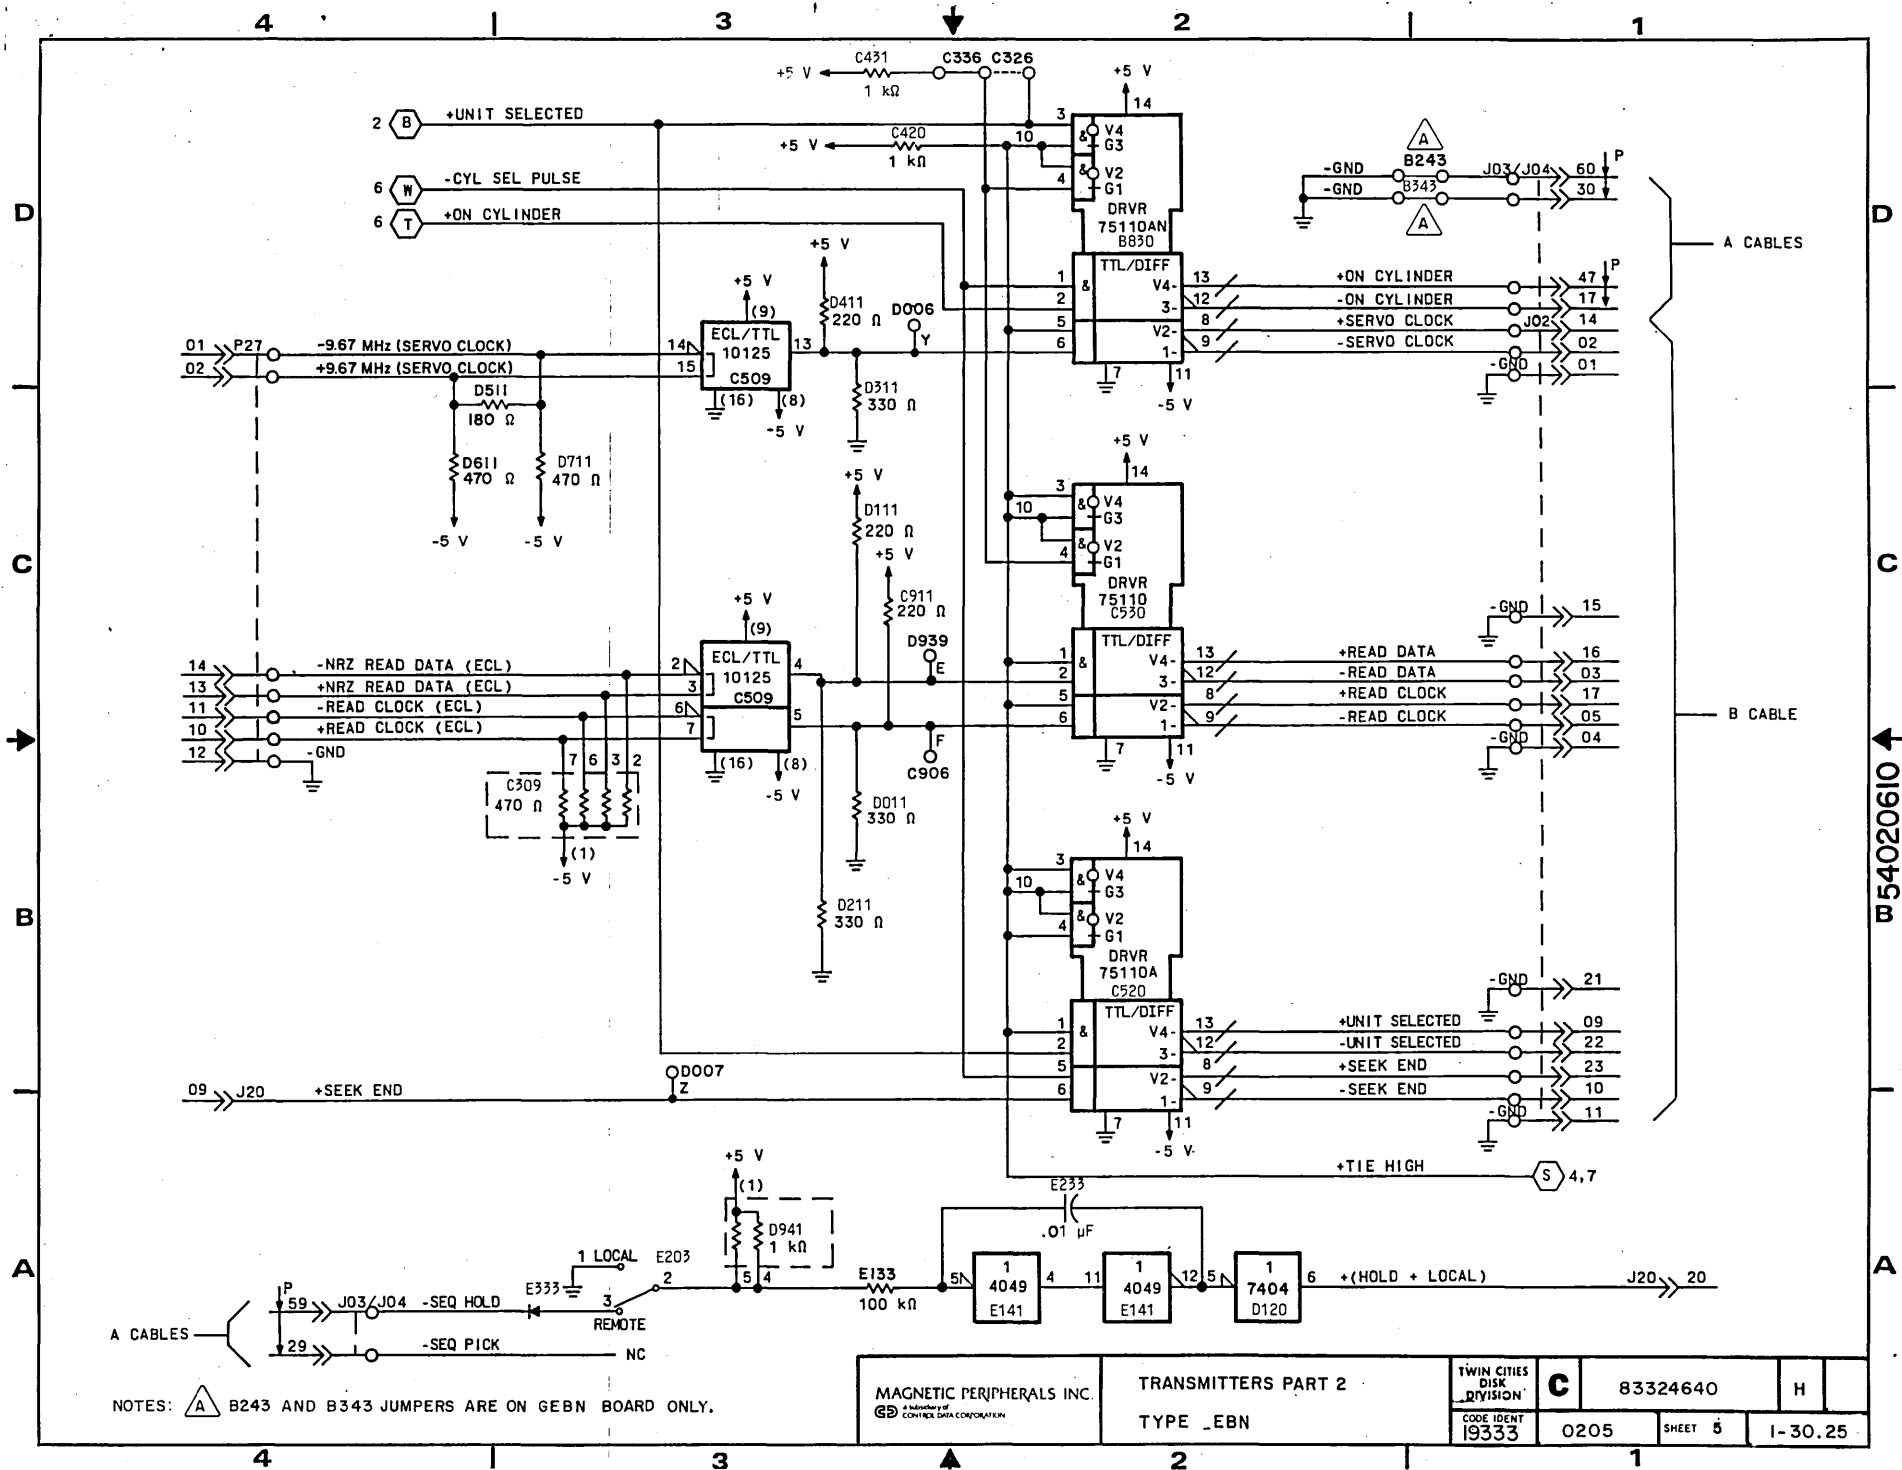 4 3 2 1
+5 V C431 1 kΩ C336 C326 +5 V 14
2 B +UNIT SELECTED 3
+5 V C420 1 kΩ 10 & V4 G3
& V2
6 W -CYL SEL PULSE 4 G1
6 T +ON CYLINDER
DRVR
75110AN
B830
A
-GND B243 J03/J04 60 P
-GND B343 30
A
D D
A CABLES
+5 V
+5 V D411 220 Ω D006 Y
(9)
TTL/DIFF
1 & V4- 13 +ON CYLINDER 47 P
2 3- 12 -ON CYLINDER 17
5 V2- 8 +SERVO CLOCK J02 14
6 1- 9 -SERVO CLOCK 02
-GND 01
7 11 -5 V
01 P27 -9.67 MHz (SERVO CLOCK) 14 ECL/TTL 13
02 +9.67 MHz (SERVO CLOCK) 15 10125
C509
(16) (8) -5 V
D311
330 Ω
D511
180 Ω
D611 D711
470 Ω 470 Ω
-5 V -5 V
+5 V
D111
220 Ω
+5 V
C911
220 Ω
+5 V
14
3 & V4
10 G3
& V2
4 G1
DRVR
75110
C530
C C
-GND 15
+5 V
(9)
D939
E
TTL/DIFF
1 & V4- 13 +READ DATA 16
2 3- 12 -READ DATA 03
5 V2- 8 +READ CLOCK 17
6 1- 9 -READ CLOCK 05
-GND 04
7 11 -5 V
B CABLE
14 -NRZ READ DATA (ECL) 2 ECL/TTL 4
13 +NRZ READ DATA (ECL) 3 10125
C509
11 -READ CLOCK (ECL) 6 5
10 +READ CLOCK (ECL) 7
12 -GND
F
C906
(16) (8) -5 V
7 6 3 2
C309
470 Ω
(1)
-5 V
D011
330 Ω
D211
330 Ω
+5 V
14
3 & V4
10 G3
& V2
4 G1
DRVR
75110A
C520
B B
54020610
-GND 21
TTL/DIFF
1 & V4- 13 +UNIT SELECTED 09
2 3- 12 -UNIT SELECTED 22
5 V2- 8 +SEEK END 23
6 1- 9 -SEEK END 10
-GND 11
7 11 -5 V
09 J20 +SEEK END D007 Z
+TIE HIGH S 4,7
+5 V
(1)
D941
1 kΩ
5 4
E233
.01 µF
A A
1 LOCAL E203
2
3
REMOTE
E133
100 kΩ
5 1 4 11 1 12 5 1 6 +(HOLD + LOCAL) J20 20
4049 4049 7404
E141 E141 D120
P
59 J03/J04 -SEQ HOLD E333
A CABLES
29 -SEQ PICK NC
NOTES: A B243 AND B343 JUMPERS ARE ON GEBN BOARD ONLY.
MAGNETIC PERIPHERALS INC.
a subsidiary of
CONTROL DATA CORPORATION
TRANSMITTERS PART 2
TYPE _EBN
TWIN CITIES
DISK
DIVISION
C 83324640 H
CODE IDENT
19333 0205 SHEET 5 1-30.25
4 3 2 1